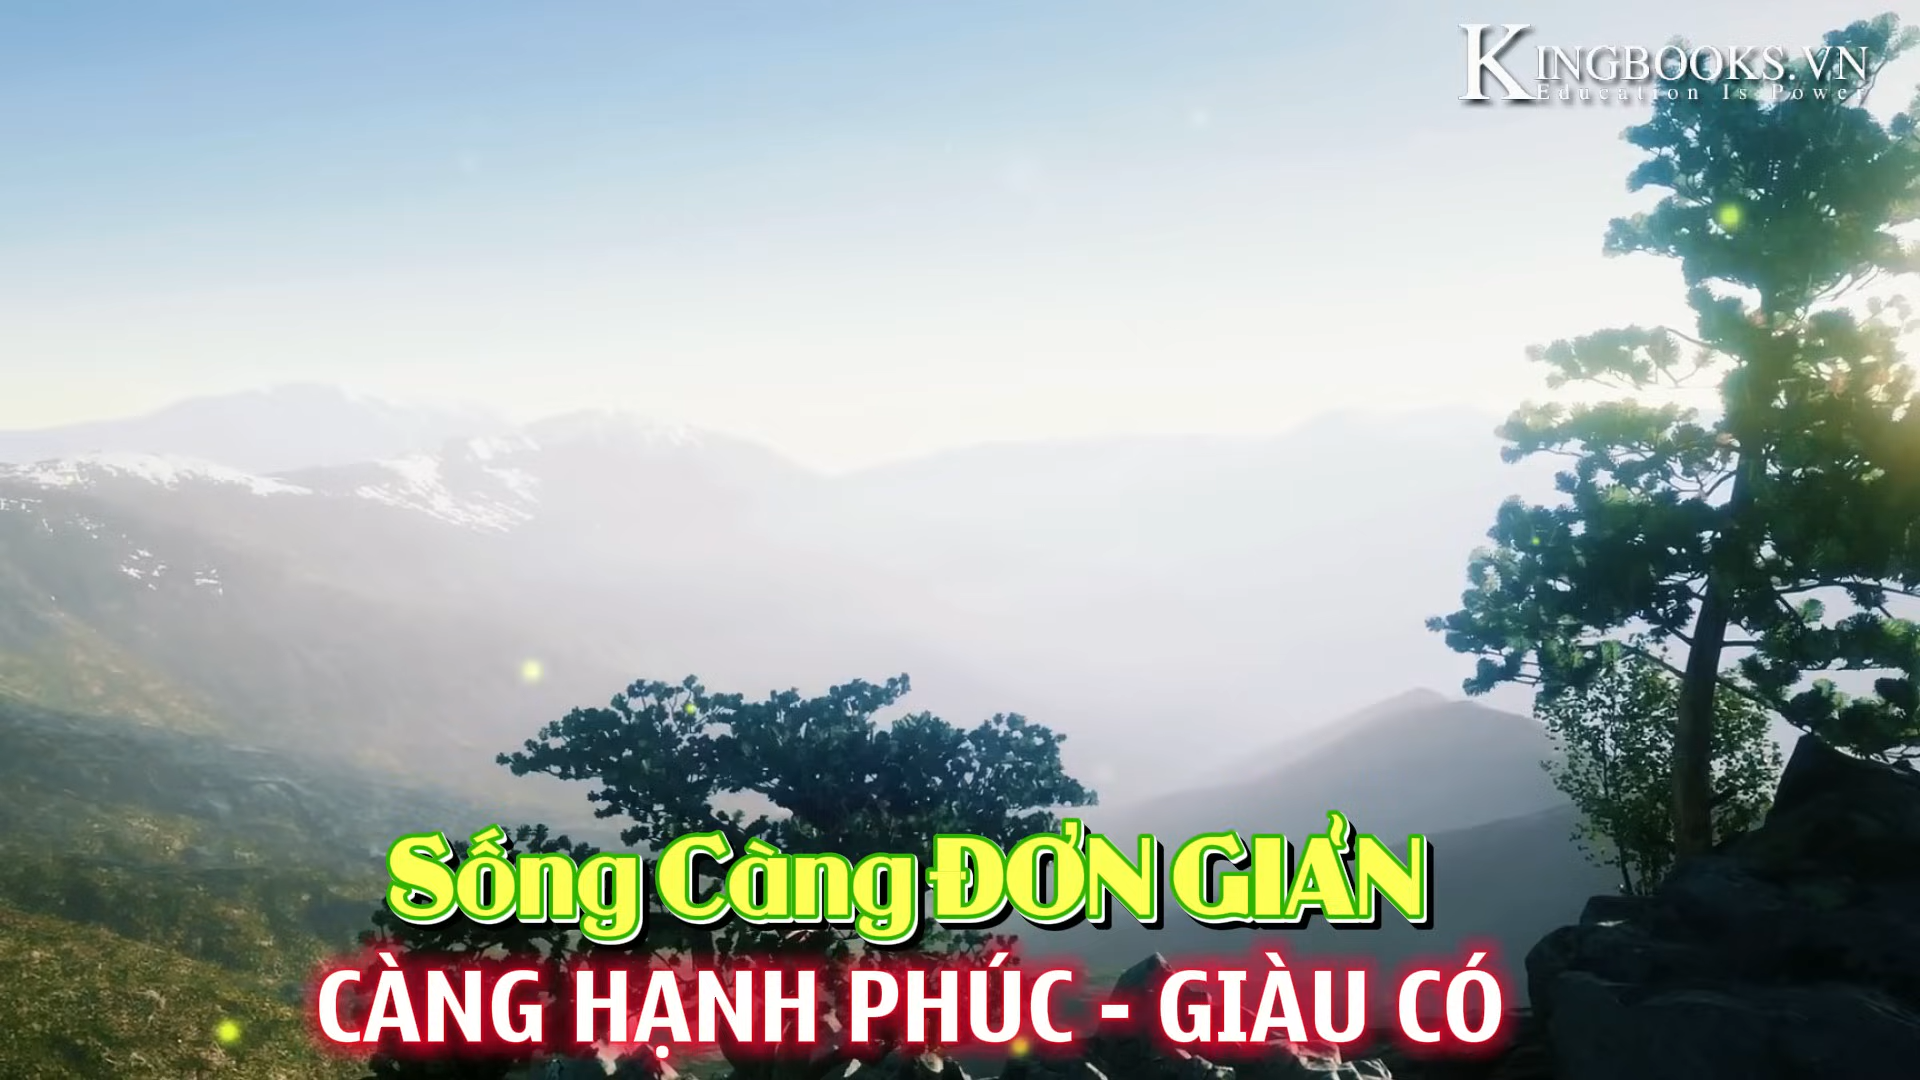 KINGBOOKS.VN
Education Is Power
Sống Càng ĐƠN GIẢN
CÀNG HẠNH PHÚC - GIÀU CÓ